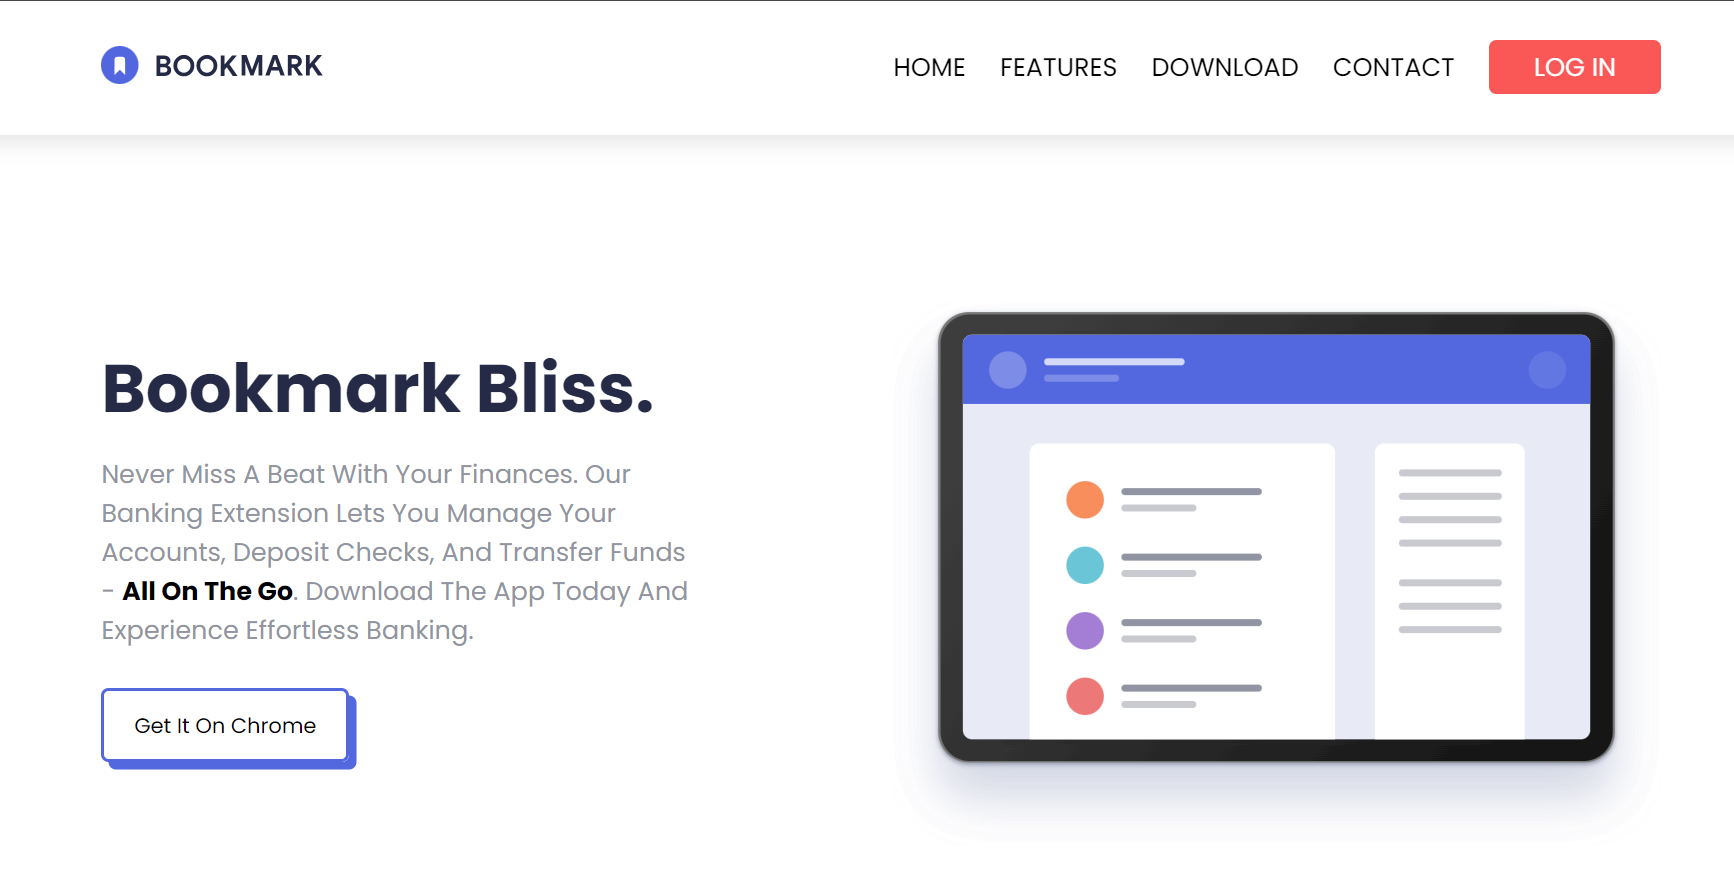 BOOKMARK
HOME FEATURES DOWNLOAD CONTACT LOG IN
Bookmark Bliss.
Never Miss A Beat With Your Finances. Our
Banking Extension Lets You Manage Your
Accounts, Deposit Checks, And Transfer Funds
- All On The Go. Download The App Today And
Experience Effortless Banking.
Get It On Chrome